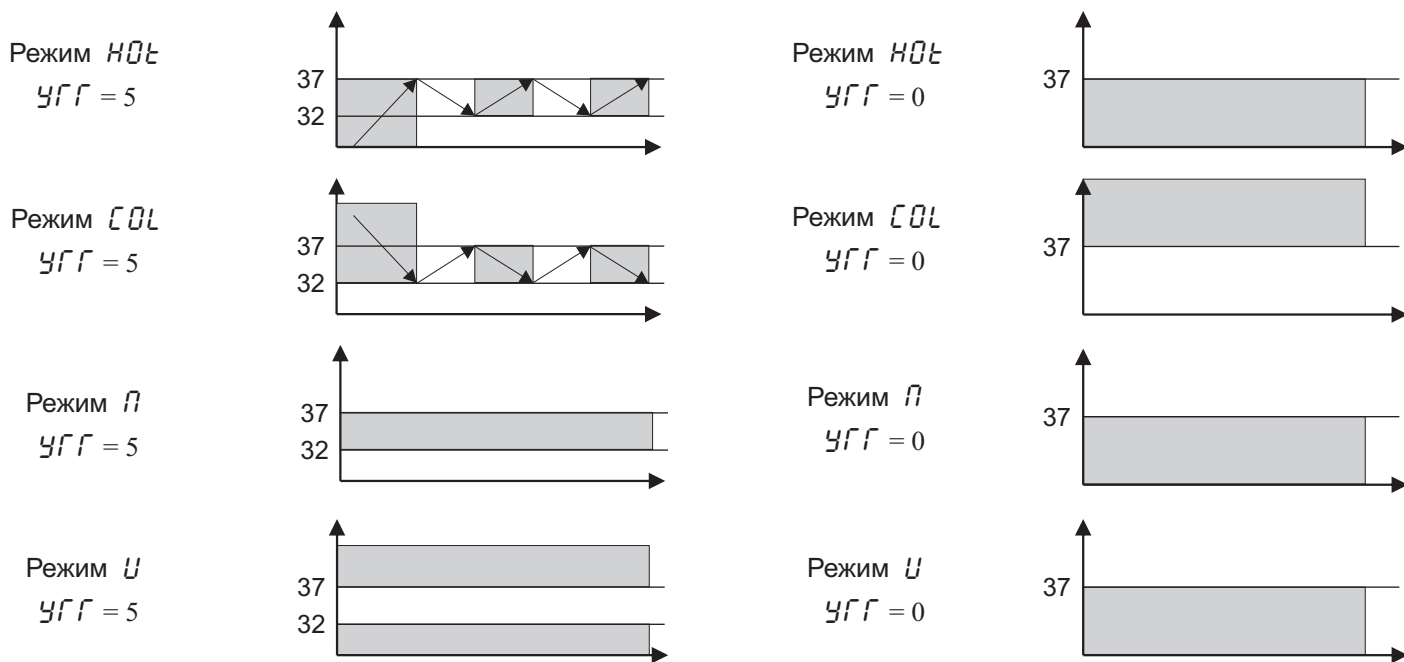 Режим HOt
УГГ = 5
37
32
Режим HOt
УГГ = 0
37
Режим COL
УГГ = 5
37
32
Режим COL
УГГ = 0
37
Режим П
УГГ = 5
37
32
Режим П
УГГ = 0
37
Режим U
УГГ = 5
37
32
Режим U
УГГ = 0
37